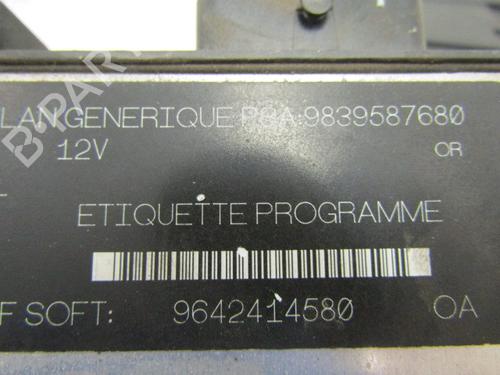 LAN GENERIQUE PSA:9839587680
12V OR
ETIQUETTE PROGRAMME
F SOFT: 9642414580 OA